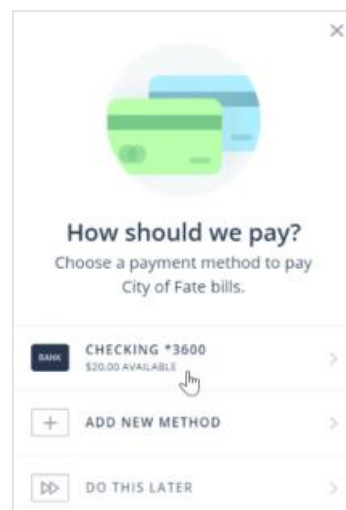 How should we pay?
Choose a payment method to pay
City of Fate bills.
BANK
CHECKING *3600
$20.00 AVAILABLE
ADD NEW METHOD
DO THIS LATER